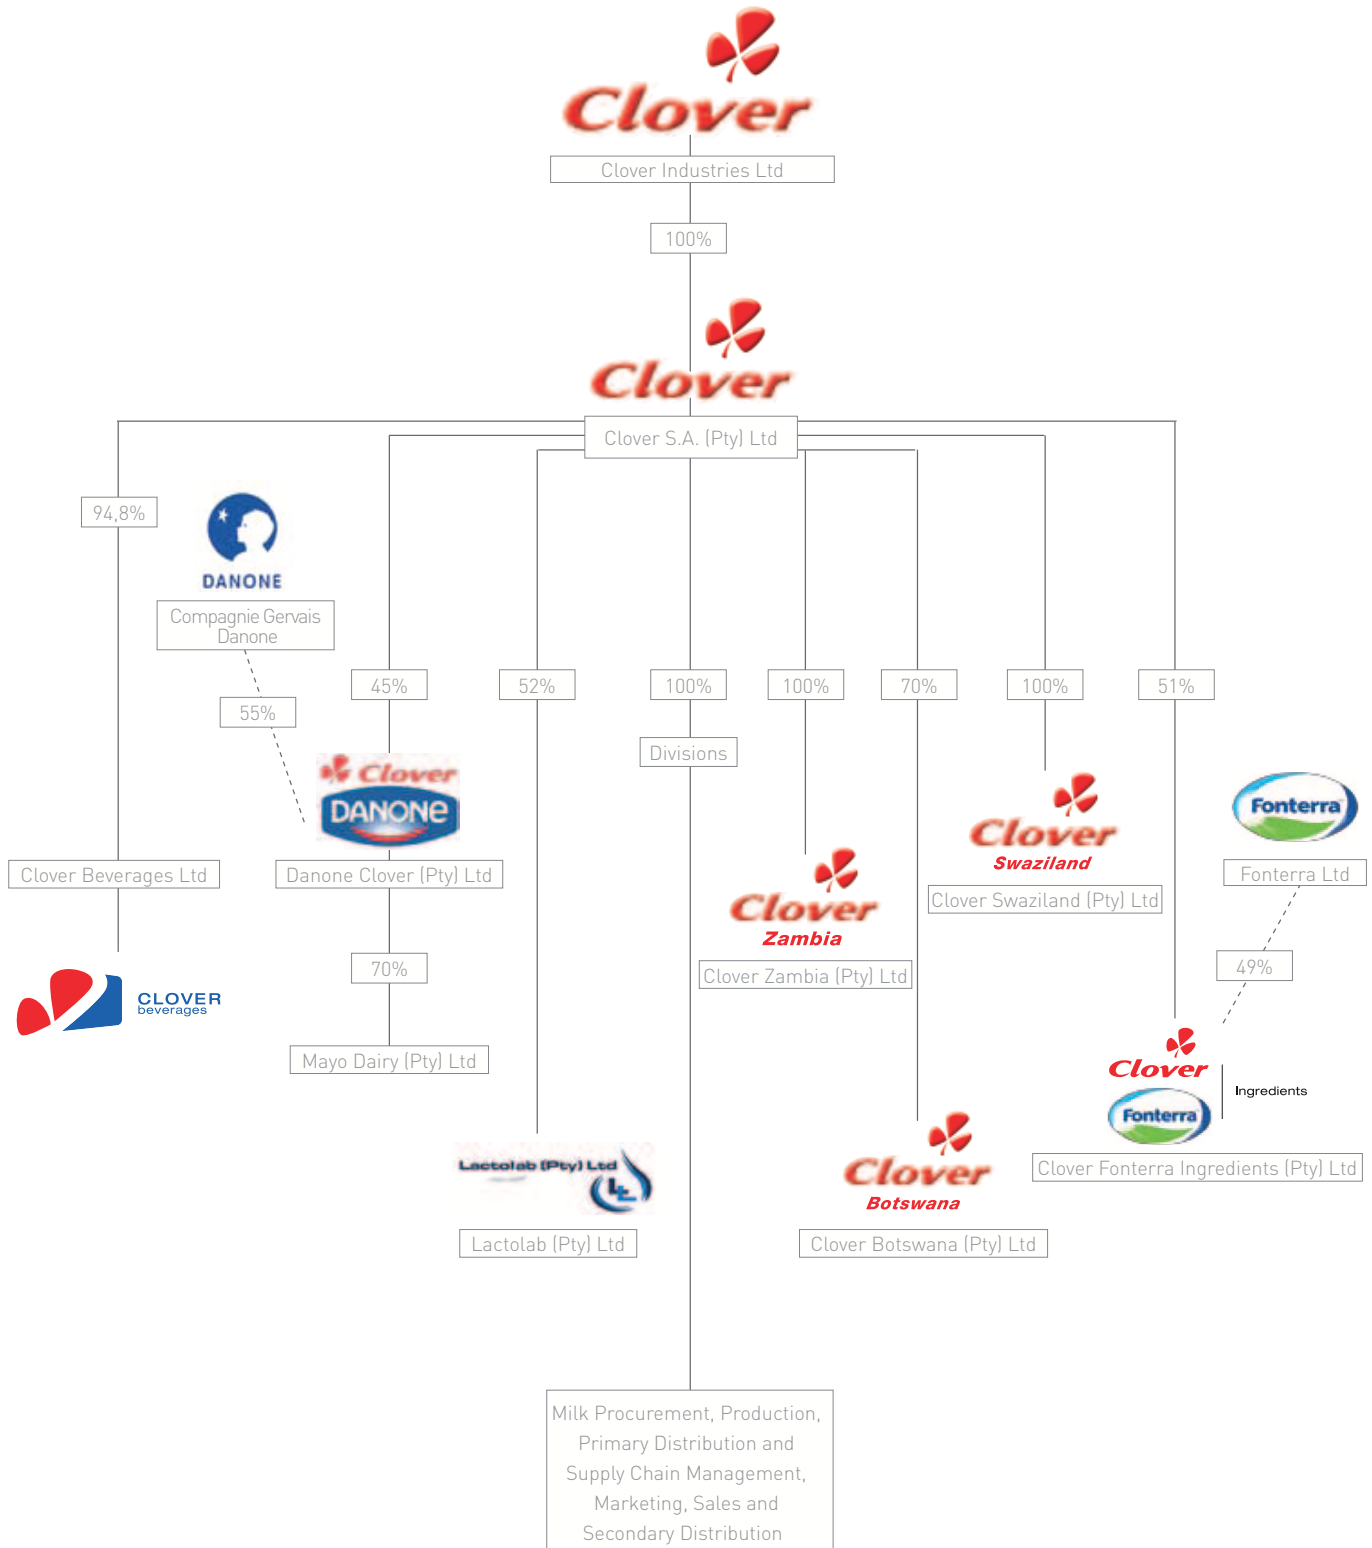 Clover
Clover Industries Ltd
100%
Clover
Clover S.A. (Pty) Ltd
94,8%
DANONE
Compagnie Gervais
Danone
55%
45%
52%
100%
100%
70%
100%
51%
Divisions
Clover
DANONE
Clover
Swaziland
Fonterra
Clover Beverages Ltd
Danone Clover (Pty) Ltd
Clover
Zambia
Clover Swaziland (Pty) Ltd
Fonterra Ltd
Clover Zambia (Pty) Ltd
70%
49%
CLOVER
beverages
Mayo Dairy (Pty) Ltd
Clover
Fonterra
Ingredients
Lactolab (Pty) Ltd
LL
Clover
Botswana
Clover Fonterra Ingredients (Pty) Ltd
Lactolab (Pty) Ltd
Clover Botswana (Pty) Ltd
Milk Procurement, Production,
Primary Distribution and
Supply Chain Management,
Marketing, Sales and
Secondary Distribution